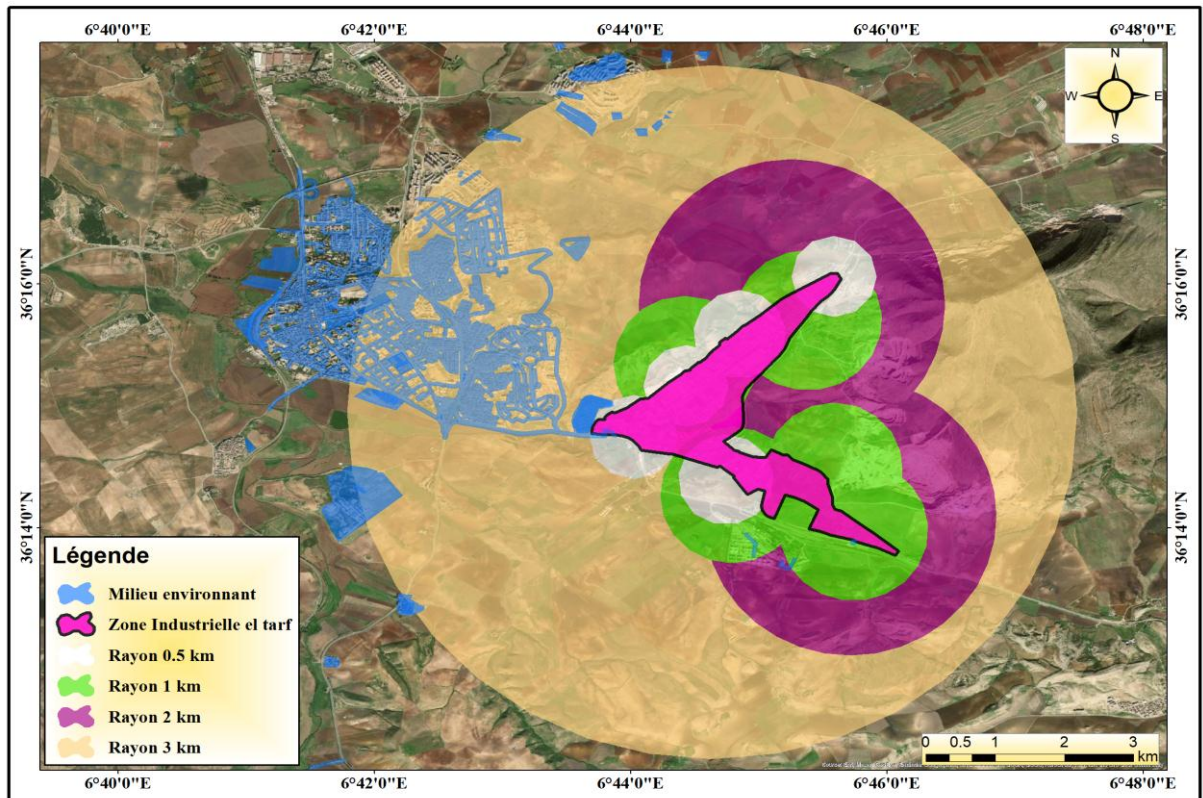 6°40'0"E 6°42'0"E 6°44'0"E 6°46'0"E 6°48'0"E
N
W E
S
36°16'0"N 36°16'0"N
36°14'0"N 36°14'0"N
Légende
Milieu environnant
Zone Industrielle el tarf
Rayon 0.5 km
Rayon 1 km
Rayon 2 km
Rayon 3 km
0 0.5 1 2 3
km
6°40'0"E 6°42'0"E 6°44'0"E 6°46'0"E 6°48'0"E